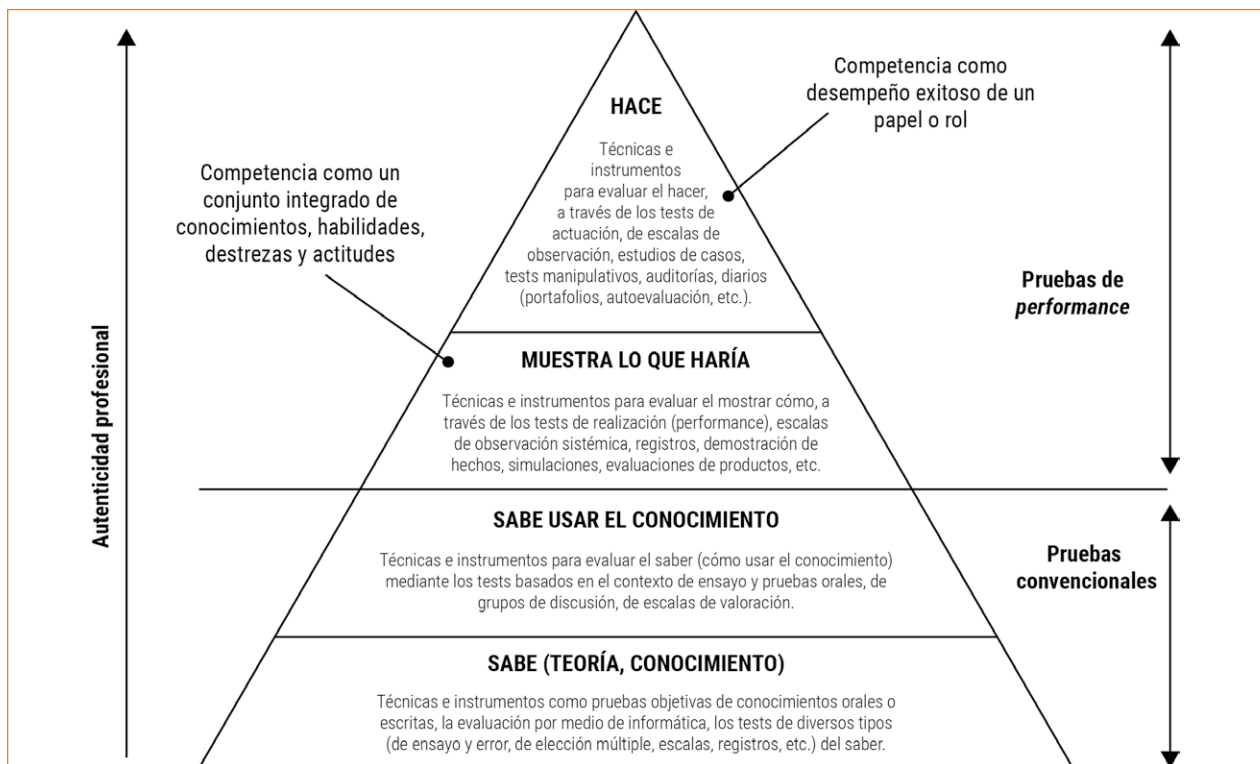 Competencia como
desempeño exitoso de un
papel o rol
HACE
Técnicas e
instrumentos
para evaluar el hacer,
a través de los tests de
actuación, de escalas de
observación, estudios de casos,
tests manipulativos, auditorías, diarios
(portafolios, autoevaluación, etc.).
Competencia como un
conjunto integrado de
conocimientos, habilidades,
destrezas y actitudes
Pruebas de
performance
Autenticidad profesional
MUESTRA LO QUE HARÍA
Técnicas e instrumentos para evaluar el mostrar cómo, a
través de los tests de realización (performance), escalas
de observación sistémica, registros, demostración de
hechos, simulaciones, evaluaciones de productos, etc.
SABE USAR EL CONOCIMIENTO
Técnicas e instrumentos para evaluar el saber (cómo usar el conocimiento)
mediante los tests basados en el contexto de ensayo y pruebas orales, de
grupos de discusión, de escalas de valoración.
Pruebas
convencionales
SABE (TEORÍA, CONOCIMIENTO)
Técnicas e instrumentos como pruebas objetivas de conocimientos orales o
escritas, la evaluación por medio de informática, los tests de diversos tipos
(de ensayo y error, de elección múltiple, escalas, registros, etc.) del saber.